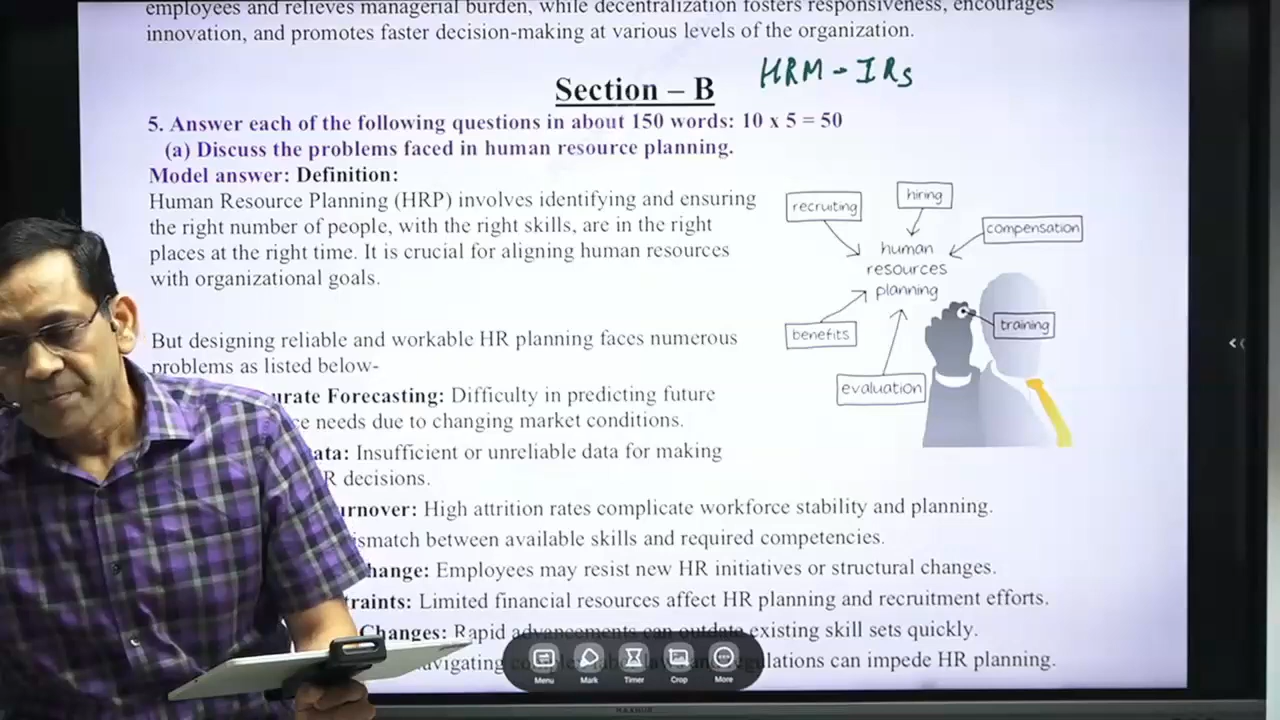 employees and relieves managerial burden, while decentralization fosters responsiveness, encourages
innovation, and promotes faster decision-making at various levels of the organization.
HRM - IRs
Section – B
5. Answer each of the following questions in about 150 words: 10 x 5 = 50
(a) Discuss the problems faced in human resource planning.
Model answer: Definition:
Human Resource Planning (HRP) involves identifying and ensuring
the right number of people, with the right skills, are in the right
places at the right time. It is crucial for aligning human resources
with organizational goals.
recruiting
hiring
compensation
human
resources
planning
training
benefits
evaluation
But designing reliable and workable HR planning faces numerous
problems as listed below-
Forecasting: Difficulty in predicting future
needs due to changing market conditions.
Insufficient or unreliable data for making
decisions.
High attrition rates complicate workforce stability and planning.
between available skills and required competencies.
Employees may resist new HR initiatives or structural changes.
Limited financial resources affect HR planning and recruitment efforts.
Changes: Rapid advancements can outdate existing skill sets quickly.
regulations can impede HR planning.
Menu
Mark
Timer
Crop
More